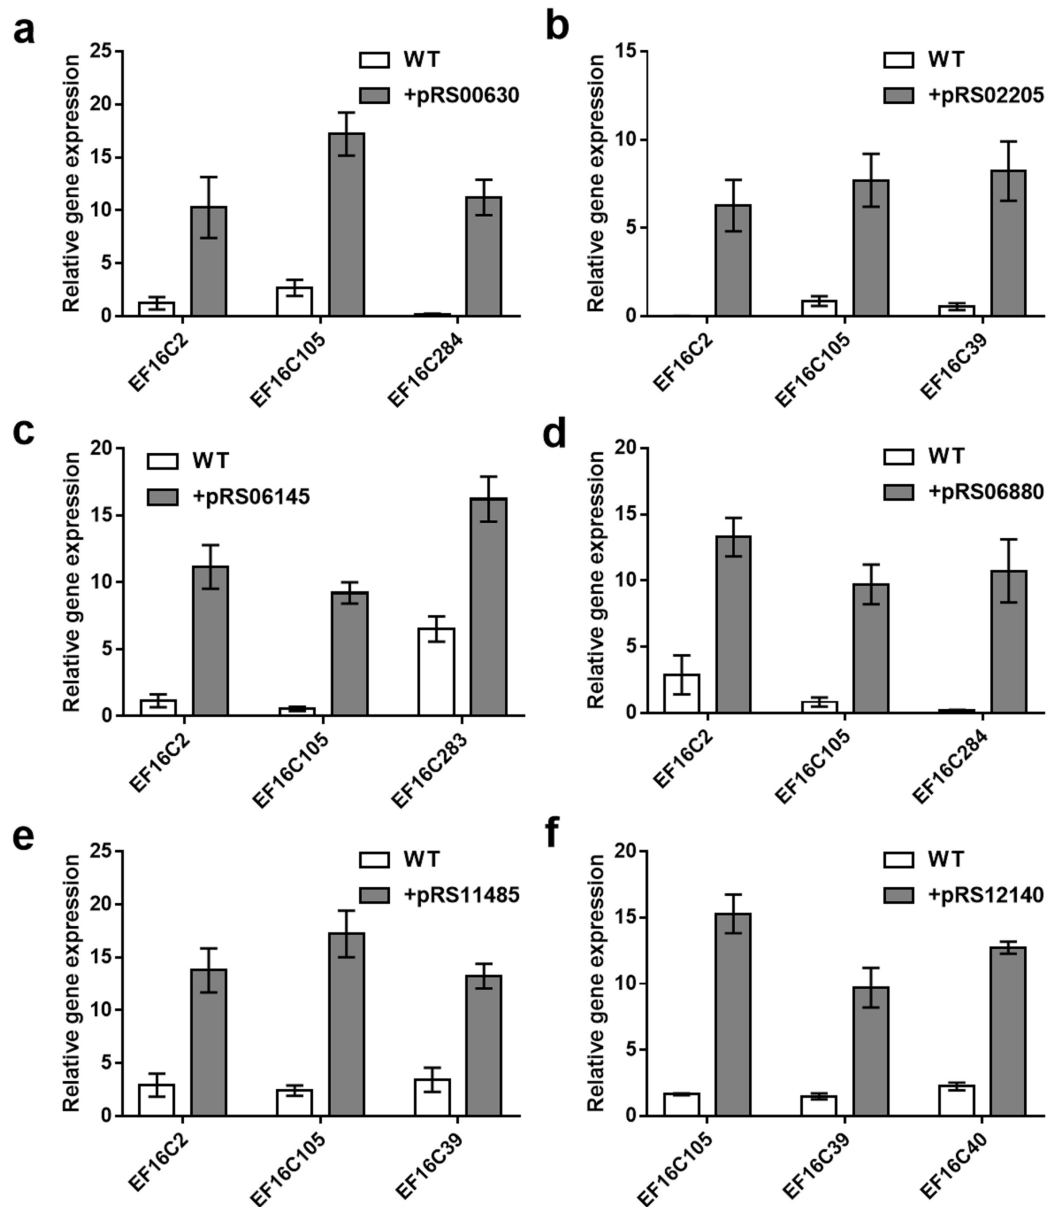 a
Relative gene expression
25
20
15
10
5
0
WT
+pRS00630
EF16C2
EF16C105
EF16C284
b
Relative gene expression
15
10
5
0
WT
+pRS02205
EF16C2
EF16C105
EF16C39
c
Relative gene expression
20
15
10
5
0
WT
+pRS06145
EF16C2
EF16C105
EF16C283
d
Relative gene expression
20
15
10
5
0
WT
+pRS06880
EF16C2
EF16C105
EF16C284
e
Relative gene expression
25
20
15
10
5
0
WT
+pRS11485
EF16C2
EF16C105
EF16C39
f
Relative gene expression
20
15
10
5
0
WT
+pRS12140
EF16C105
EF16C39
EF16C40